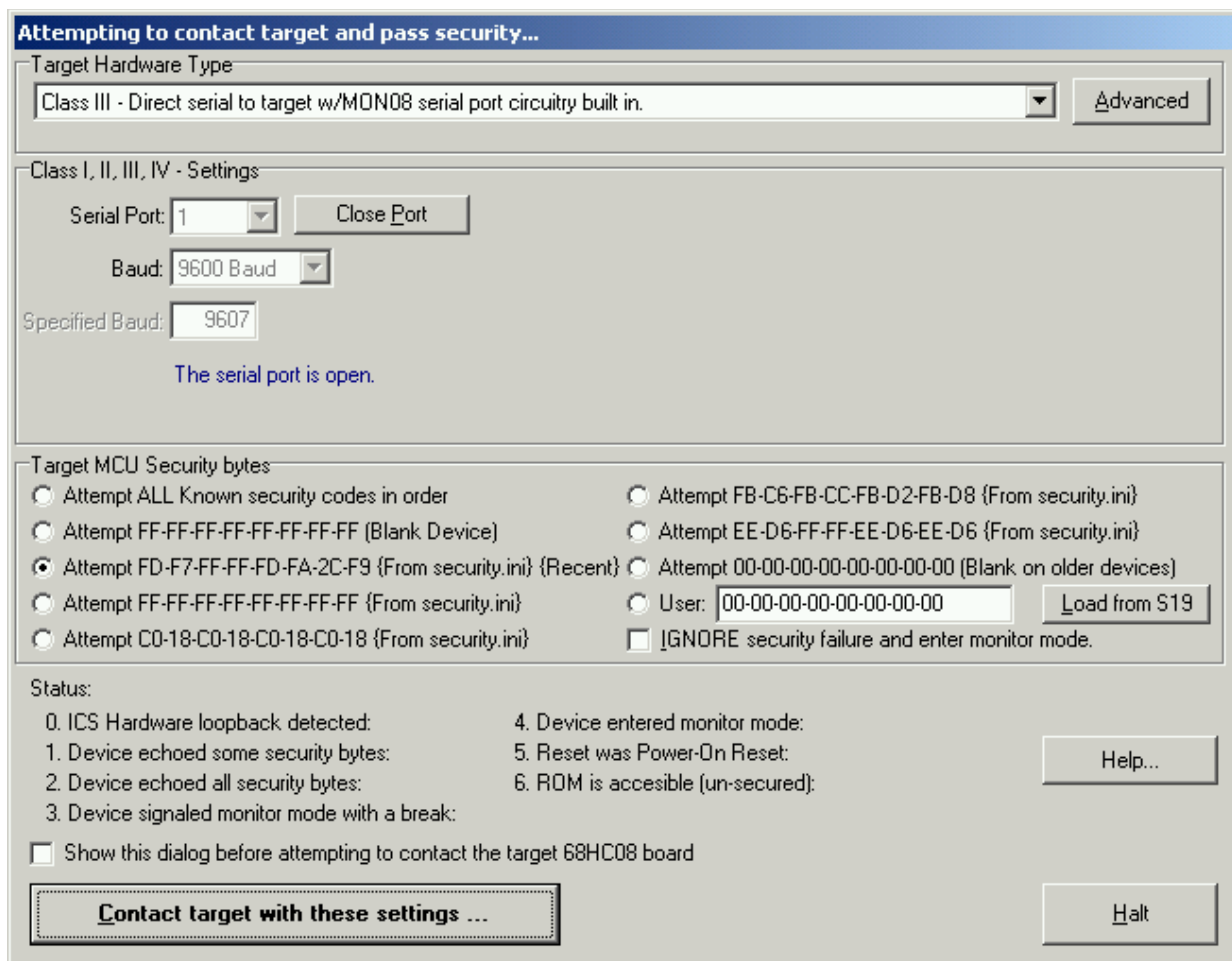 Attempting to contact target and pass security...
Target Hardware Type
Class III - Direct serial to target w/MON08 serial port circuitry built in.
Advanced
Class I, II, III, IV - Settings
Serial Port: 1
Close Port
Baud: 9600 Baud
Specified Baud: 9607
The serial port is open.
Target MCU Security bytes
Attempt ALL Known security codes in order
Attempt FF-FF-FF-FF-FF-FF-FF-FF (Blank Device)
Attempt FD-F7-FF-FF-FD-FA-2C-F9 {From security.ini} {Recent}
Attempt FF-FF-FF-FF-FF-FF-FF-FF {From security.ini}
Attempt C0-18-C0-18-C0-18-C0-18 {From security.ini}
Attempt FB-C6-FB-CC-FB-D2-FB-D8 {From security.ini}
Attempt EE-D6-FF-FF-EE-D6-EE-D6 {From security.ini}
Attempt 00-00-00-00-00-00-00-00 (Blank on older devices)
User: 00-00-00-00-00-00-00-00
Load from S19
IGNORE security failure and enter monitor mode.
Status:
0. ICS Hardware loopback detected:
1. Device echoed some security bytes:
2. Device echoed all security bytes:
3. Device signaled monitor mode with a break:
4. Device entered monitor mode:
5. Reset was Power-On Reset:
6. ROM is accesible (un-secured):
Help...
Show this dialog before attempting to contact the target 68HC08 board
Contact target with these settings ...
Halt